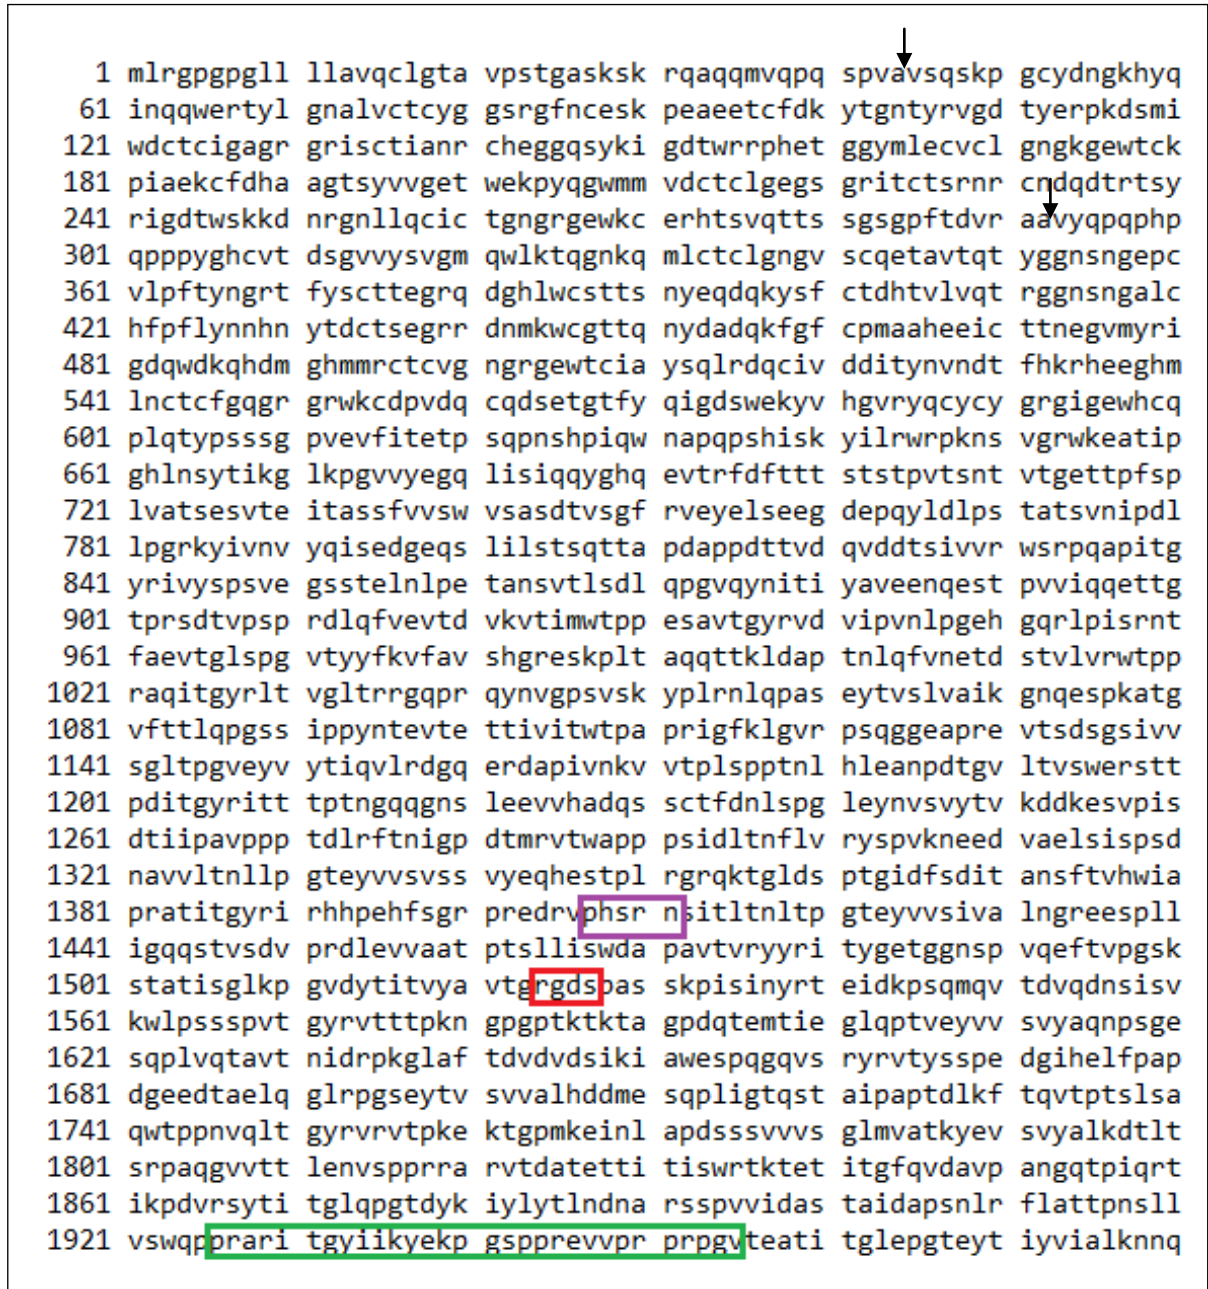 1 mlrgpgpgll llavqclgta vpstgasksk rqaqqmvqpq spvavsqskp gcydngkhyq
61 inqqwertyl gnalvctcyg gsrgfncesk peaeetcfdk ytgntyrvgd tyerpkdsmi
121 wdctcigagr grisctianr cheggqsyki gdtwrrphet ggymlecvcl gngkgewtck
181 piaekcfdha agtsyvvget wekpyqgwmm vdctclgegs gritctsrnr cndqdtrtsy
241 rigdtwskkd nrgnllqcic tgngrgewkc erhtsvqtts sgsgpftdvr aavyqpqphp
301 qpppyghcvt dsgvvysvgm qwlktqgnkq mlctclgngv scqetavtqt yggnsngepc
361 vlpftyngrt fyscttegrq dghlwcstts nyeqdqkysf ctdhtvlvqt rggnsngalc
421 hfpflynnhn ytdctsegrr dnmkwcgttq nydadqkfgf cpmaaheeic ttnegvmyri
481 gdqwdkqhdm ghmmrctcvg ngrgewtcia ysqlrdqciv dditynvndt fhkrheeghm
541 lnctcfgqgr grwkcdpvdq cqdsetgtfy qigdswekyv hgvryqcycy grgigewhcq
601 plqtypsssg pvevfitetp sqpnshpiqw napqpshisk yilrwrpkns vgrwkeatip
661 ghlnsytikg lkpgvvyegq lisiqqyghq evtrfdfttt ststpvtsnt vtgettpfsp
721 lvatsesvte itassfvvsw vsasdtvsgf rveyelseeg depqyldlps tatsvnipdl
781 lpgrkyivnv yqisedgeqs lilstsqtta pdappdttvd qvddtsivvr wsrpqapitg
841 yrivyspsve gsstelnlpe tansvtlsdl qpgvqyniti yaveenqest pvviqqettg
901 tprsdtvpsp rdlqfvevtd vkvtimwtpp esavtgyrvd vipvnlpgeh gqrlpisrnt
961 faevtglspg vtyyfkvfav shgreskplt aqqttkldap tnlqfvnetd stvlvrwtpp
1021 raqitgyrlt vgltrrgqpr qynvgpsvsk yplrnlqpas eytvslvaik gnqespkatg
1081 vfttlqpgss ippyntevte ttivitwtpa prigfklgvr psqggeapre vtsdsgsivv
1141 sgltpgveyv ytiqvlrdgq erdapivnkv vtplspptnl hleanpdtgv ltvswerstt
1201 pditgyritt tptngqqgns leevvhadqs sctfdnlspg leynvsvytv kddkesvpis
1261 dtiipavppp tdlrftnigp dtmrvtwapp psidltnflv ryspvkneed vaelsispsd
1321 navvltnllp gteyvvsvss vyeqhestpl rgrqktglds ptgidfsdit ansftvhwia
1381 pratitgyri rhhpehfsgr predrvphsr nsitltnltp gteyvvsiva lngreespll
1441 igqqstvsdv prdlevvaat ptslliswda pavtvryyri tygetggnsp vqeftvpgsk
1501 statisglkp gvdytitvya vtgrgdspas skpisinyrt eidkpsqmqv tdvqdnsisv
1561 kwlpssspvt gyrvtttpkn gpgptktkta gpdqtemtie glqptveyvv svyaqnpsge
1621 sqplvqtavt nidrpkglaf tdvdvdsiki awespqgqvs ryrvtysspe dgihelfpap
1681 dgeedtaelq glrpgseytv svvalhddme sqpligtqst aipaptdlkf tqvtptslsa
1741 qwtppnvqlt gyrvrvtpke ktgpmkeinl apdsssvvvs glmvatkyev svyalkdtlt
1801 srpaqgvvtt lenvspprra rvtdatetti tiswrtktet itgfqvdavp angqtpiqrt
1861 ikpdvrsyti tglqpgtdyk iylytlndna rsspvvidas taidapsnlr flattpnsll
1921 vswqpprari tgyiikyekp gspprevvpr prpgvteati tglepgteyt iyvialknnq